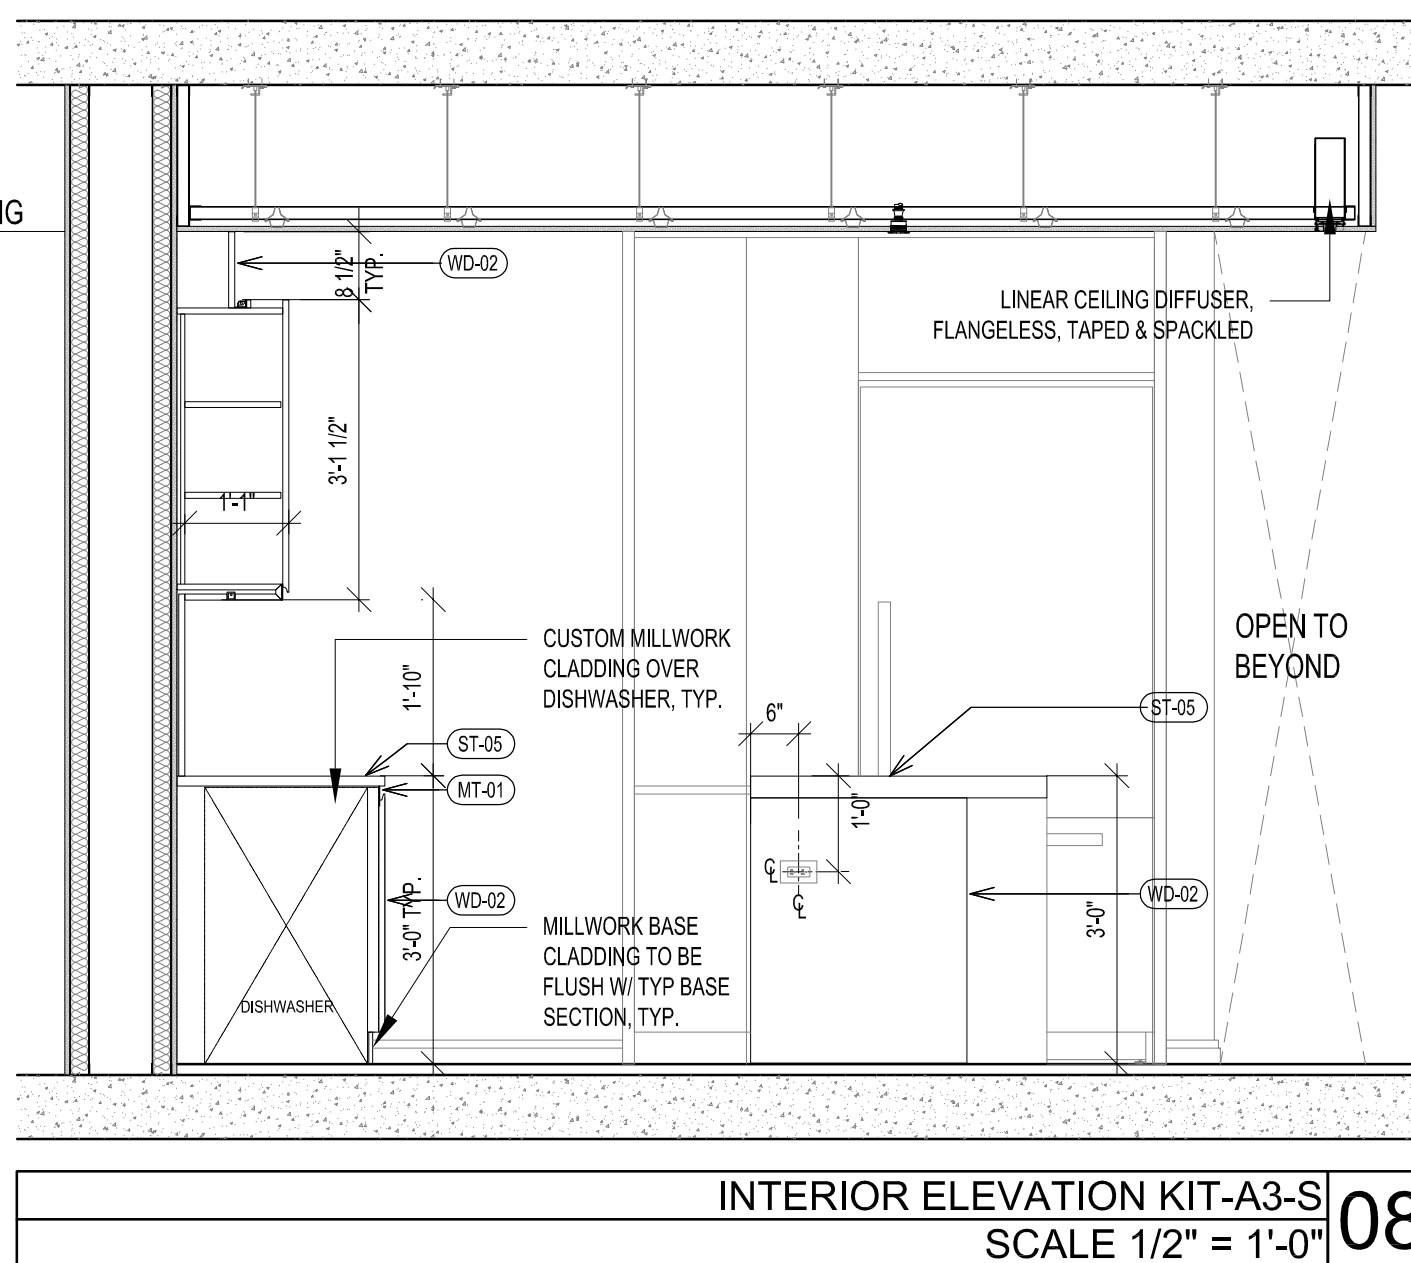 IG
WD-02
8 1/2"
TYP.
LINEAR CEILING DIFFUSER,
FLANGELESS, TAPED & SPACKLED
3'-1 1/2"
1'-1"
OPEN TO
BEYOND
CUSTOM MILLWORK
CLADDING OVER
DISHWASHER, TYP.
1'-10"
6"
ST-05
ST-05
MT-01
1'-0"
℄
℄
WD-02
WD-02
3'-0" TYP.
3'-0"
MILLWORK BASE
CLADDING TO BE
FLUSH W/ TYP BASE
SECTION, TYP.
DISHWASHER
INTERIOR ELEVATION KIT-A3-S
SCALE 1/2" = 1'-0"
08